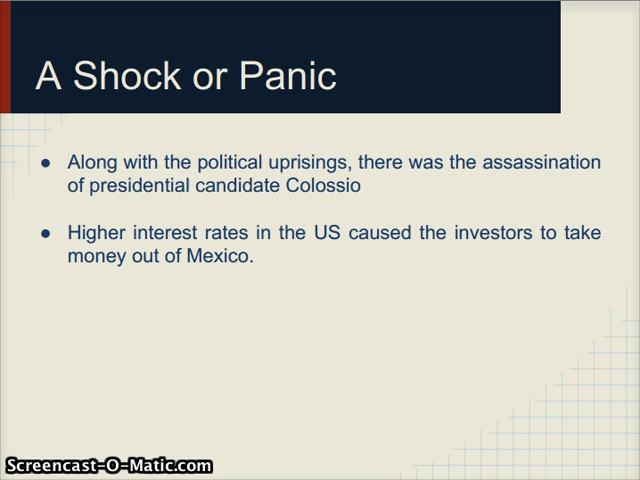 A Shock or Panic
● Along with the political uprisings, there was the assassination
of presidential candidate Colossio
● Higher interest rates in the US caused the investors to take
money out of Mexico.
Screencast-O-Matic.com